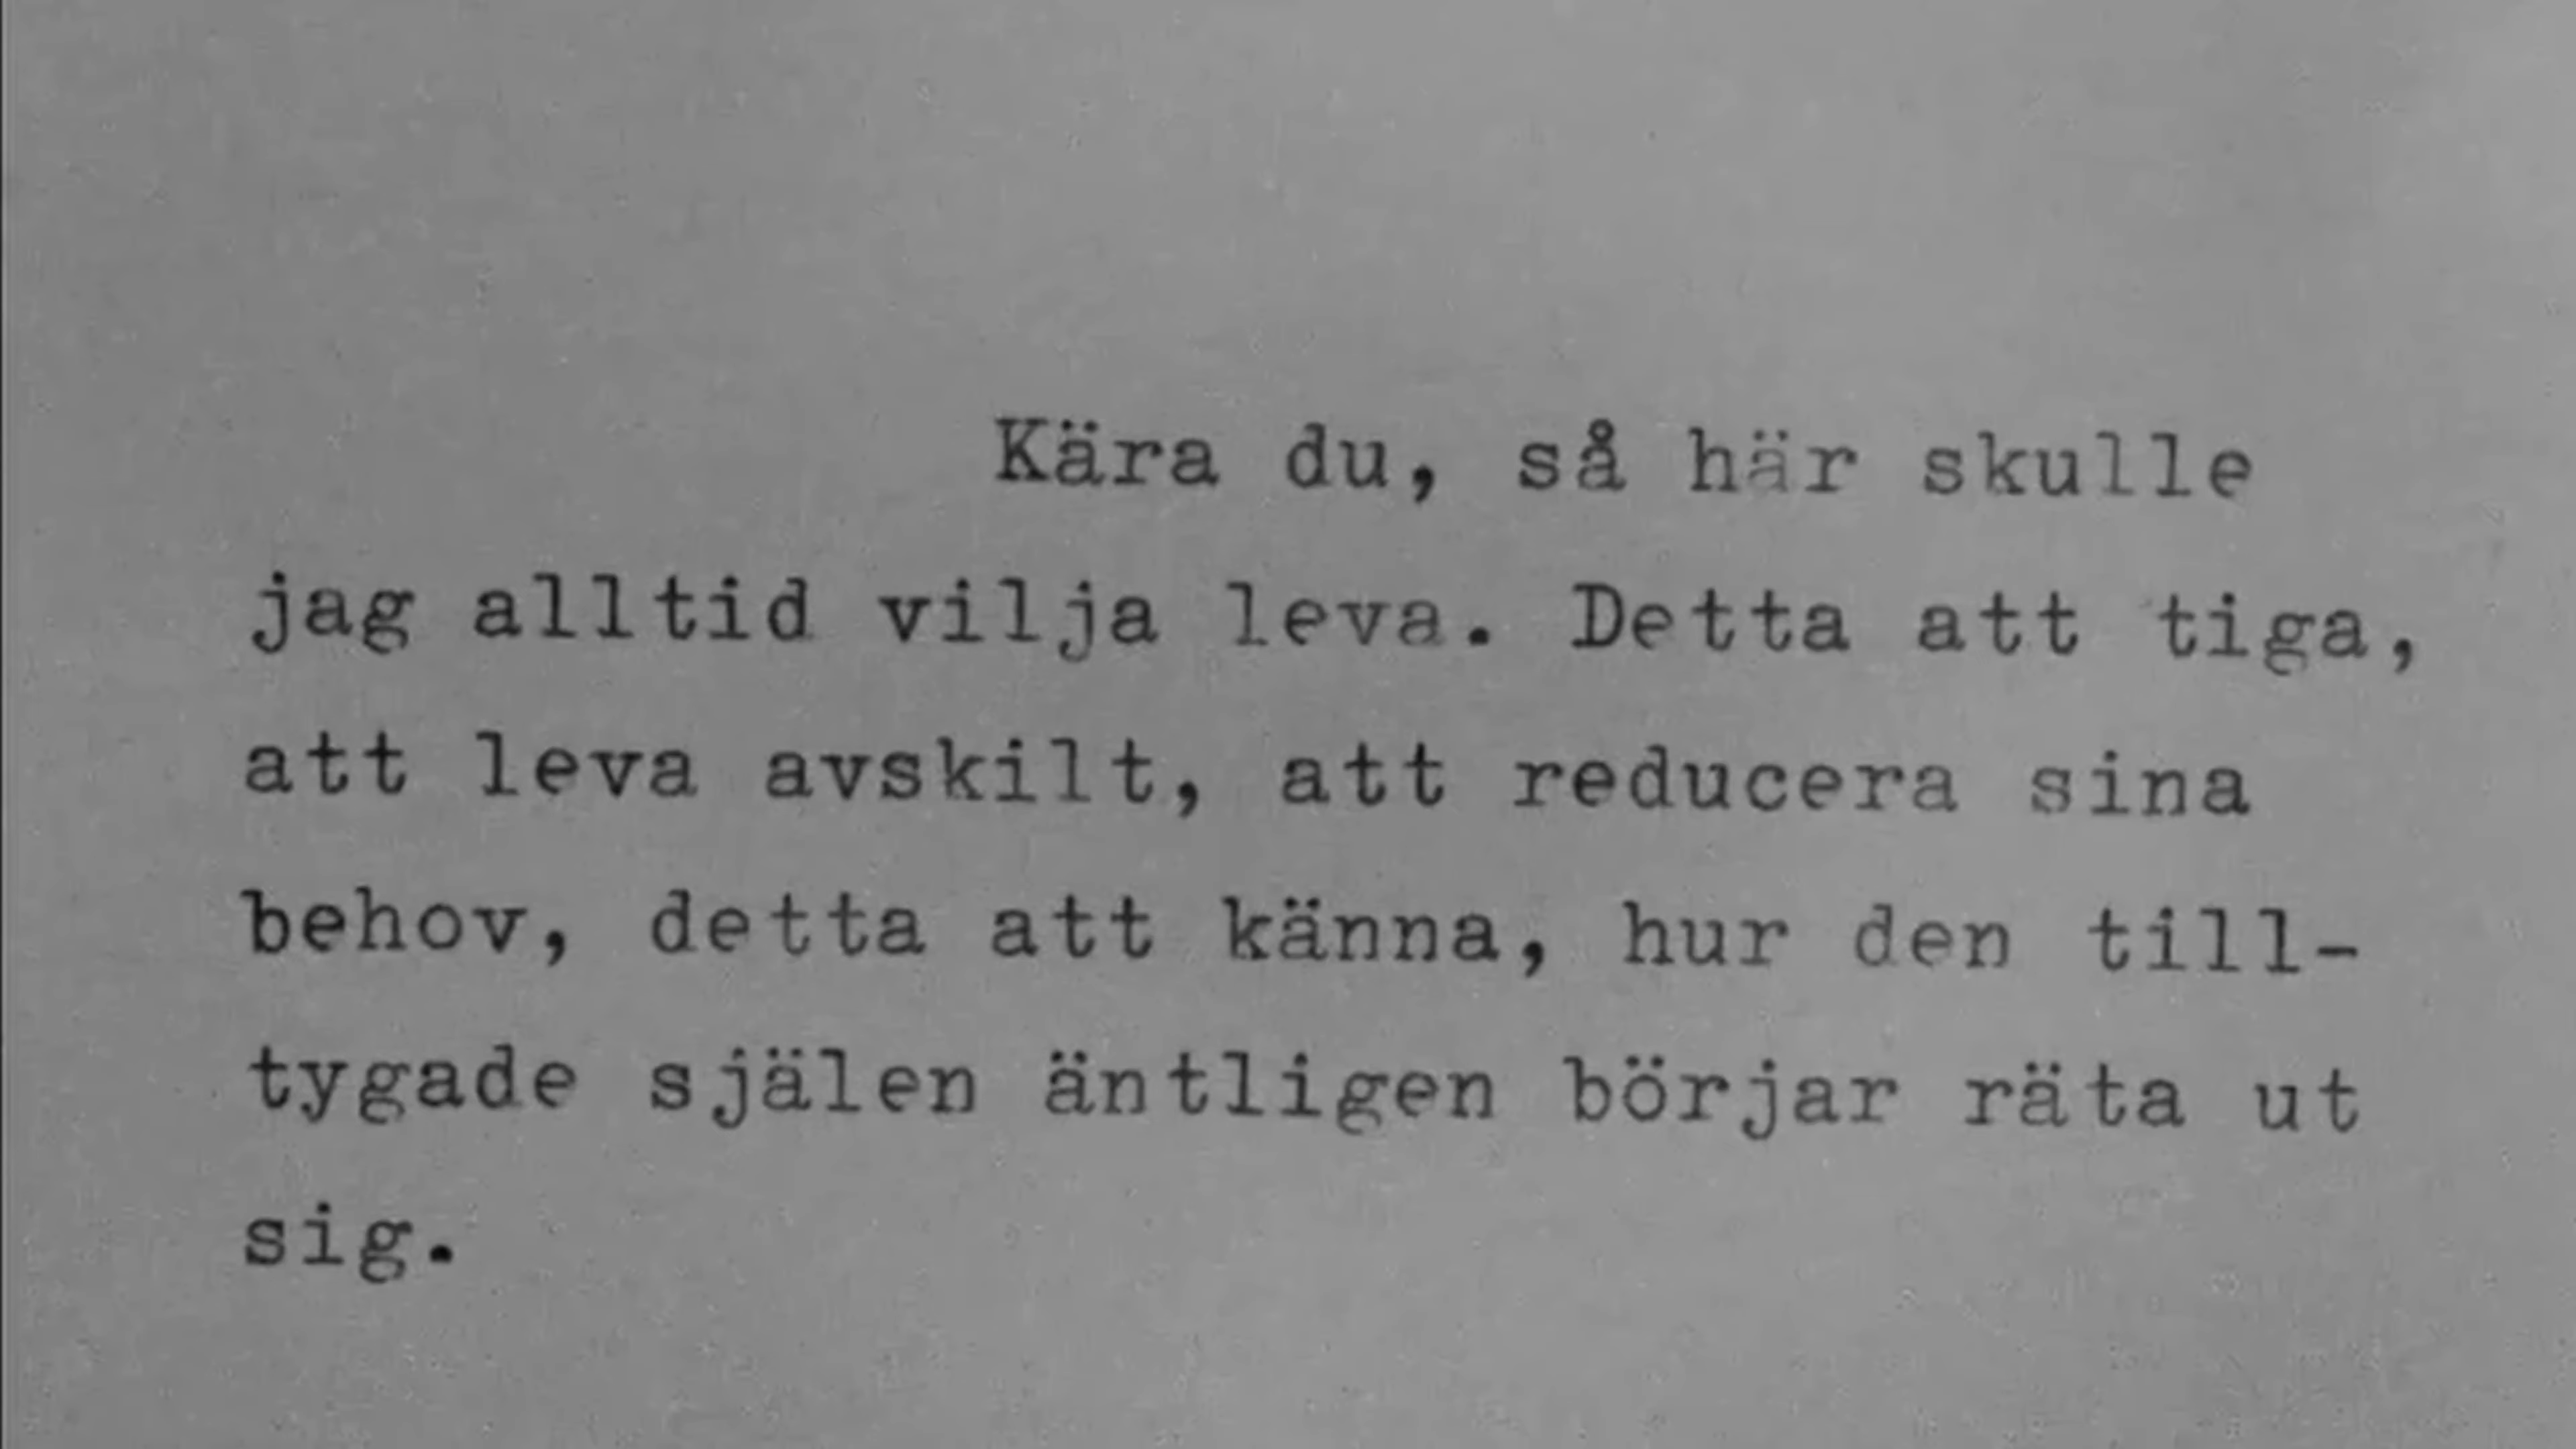 Kära du, så här skulle
jag alltid vilja leva. Detta att tiga,
att leva avskilt, att reducera sina
behov, detta att känna, hur den till-
tygade själen äntligen börjar räta ut
sig.